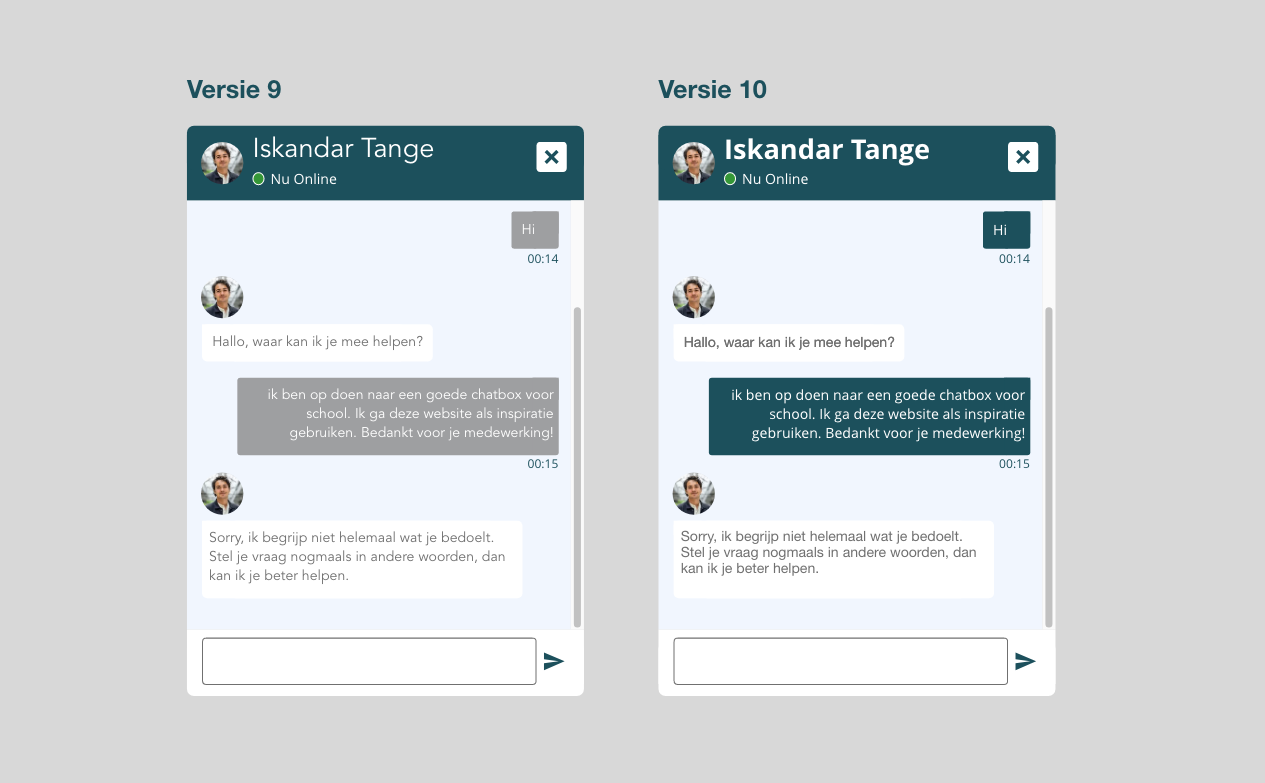 Versie 9
Iskandar Tange
Nu Online
Hi
00:14
Hallo, waar kan ik je mee helpen?
ik ben op doen naar een goede chatbox voor
school. Ik ga deze website als inspiratie
gebruiken. Bedankt voor je medewerking!
00:15
Sorry, ik begrijp niet helemaal wat je bedoelt.
Stel je vraag nogmaals in andere woorden, dan
kan ik je beter helpen.
Versie 10
Iskandar Tange
Nu Online
Hi
00:14
Hallo, waar kan ik je mee helpen?
ik ben op doen naar een goede chatbox voor
school. Ik ga deze website als inspiratie
gebruiken. Bedankt voor je medewerking!
00:15
Sorry, ik begrijp niet helemaal wat je bedoelt.
Stel je vraag nogmaals in andere woorden, dan
kan ik je beter helpen.